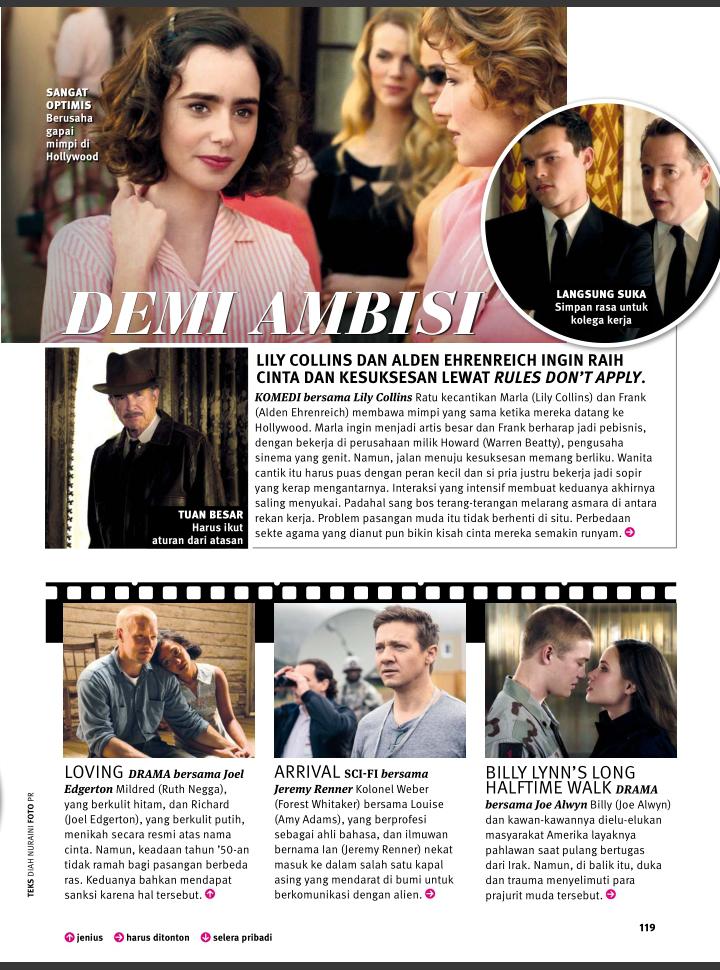 SANGAT
OPTIMIS
Berusaha
gapai
mimpi di
Hollywood
LANGSUNG SUKA
Simpan rasa untuk
kolega kerja
DEMI AMBISI
TUAN BESAR
Harus ikut
aturan dari atasan
LILY COLLINS DAN ALDEN EHRENREICH INGIN RAIH
CINTA DAN KESUKSESAN LEWAT RULES DON'T APPLY.
KOMEDI bersama Lily Collins Ratu kecantikan Marla (Lily Collins) dan Frank
(Alden Ehrenreich) membawa mimpi yang sama ketika mereka datang ke
Hollywood. Marla ingin menjadi artis besar dan Frank berharap jadi pebisnis,
dengan bekerja di perusahaan milik Howard (Warren Beatty), pengusaha
sinema yang genit. Namun, jalan menuju kesuksesan memang berliku. Wanita
cantik itu harus puas dengan peran kecil dan si pria justru bekerja jadi sopir
yang kerap mengantarnya. Interaksi yang intensif membuat keduanya akhirnya
saling menyukai. Padahal sang bos terang-terangan melarang asmara di antara
rekan kerja. Problem pasangan muda itu tidak berhenti di situ. Perbedaan
sekte agama yang dianut pun bikin kisah cinta mereka semakin runyam.
LOVING DRAMA bersama Joel
Edgerton Mildred (Ruth Negga),
yang berkulit hitam, dan Richard
(Joel Edgerton), yang berkulit putih,
menikah secara resmi atas nama
cinta. Namun, keadaan tahun '50-an
tidak ramah bagi pasangan berbeda
ras. Keduanya bahkan mendapat
sanksi karena hal tersebut.
ARRIVAL SCI-FI bersama
Jeremy Renner Kolonel Weber
(Forest Whitaker) bersama Louise
(Amy Adams), yang berprofesi
sebagai ahli bahasa, dan ilmuwan
bernama Ian (Jeremy Renner) nekat
masuk ke dalam salah satu kapal
asing yang mendarat di bumi untuk
berkomunikasi dengan alien.
BILLY LYNN'S LONG
HALFTIME WALK DRAMA
bersama Joe Alwyn Billy (Joe Alwyn)
dan kawan-kawannya dielu-elukan
masyarakat Amerika layaknya
pahlawan saat pulang bertugas
dari Irak. Namun, di balik itu, duka
dan trauma menyelimuti para
prajurit muda tersebut.
TEKS DIAH NURAINI FOTO PR
jenius harus ditonton selera pribadi
119